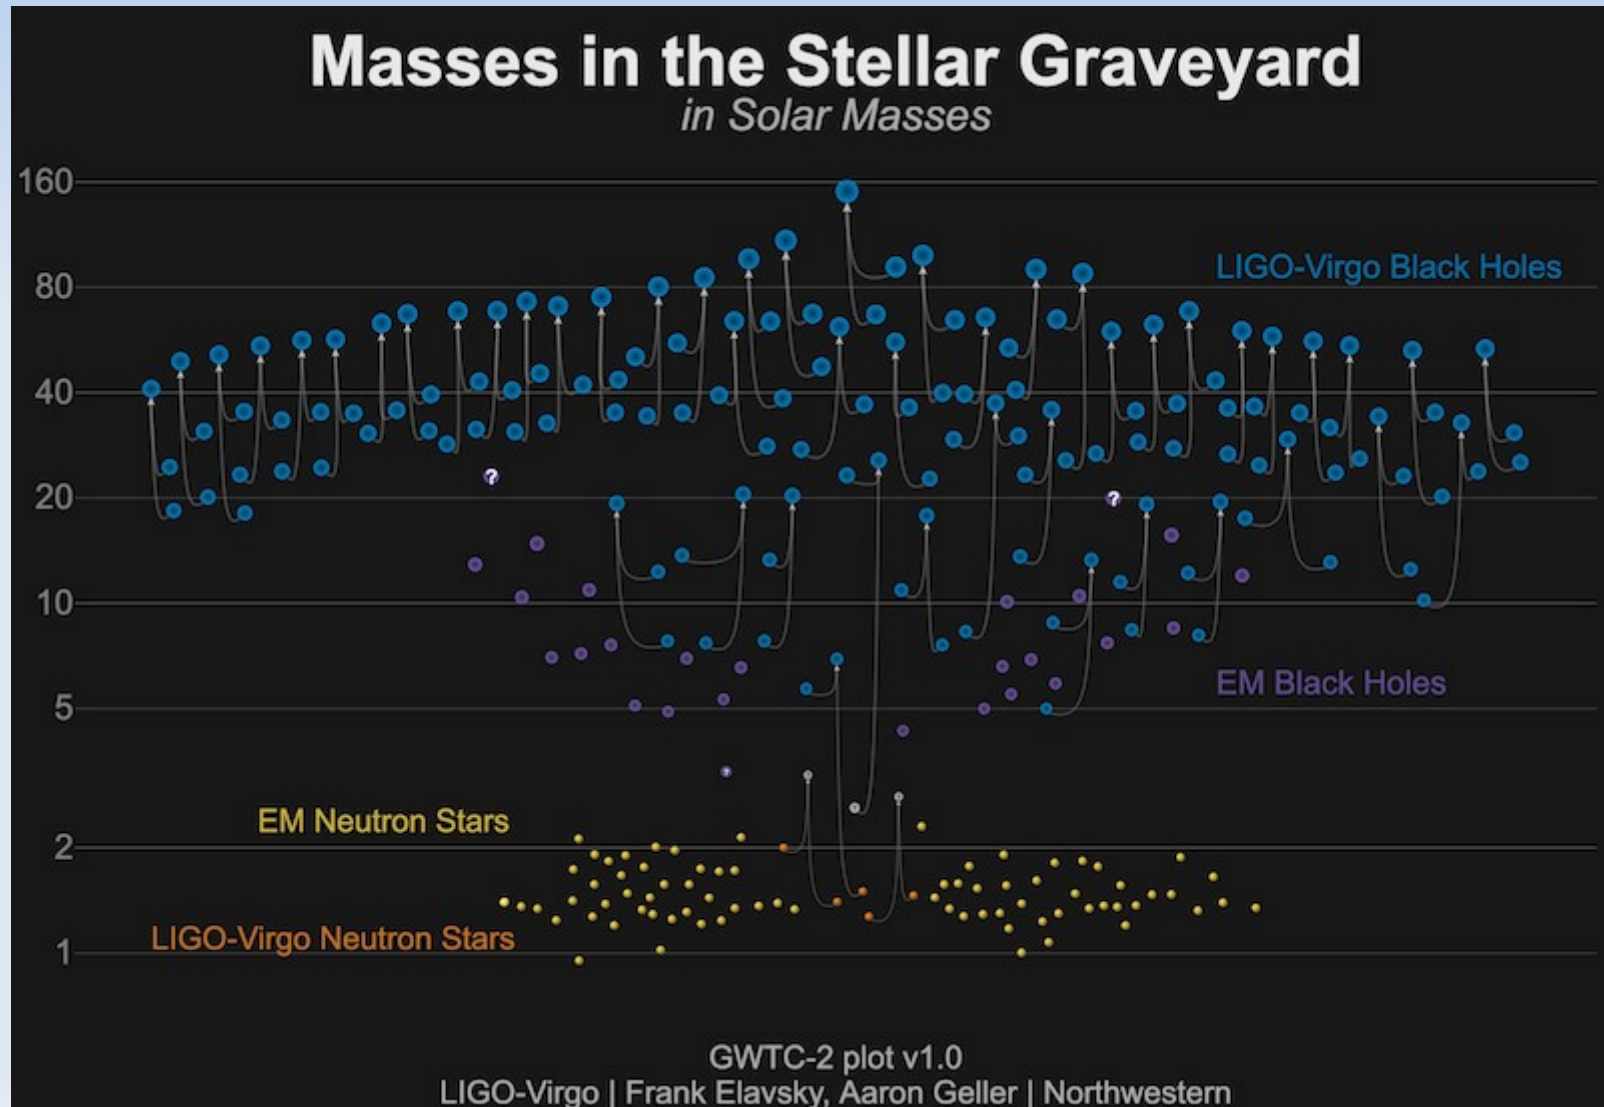 Masses in the Stellar Graveyard
in Solar Masses
160
LIGO-Virgo Black Holes
80
40
?
20
?
10
EM Black Holes
5
EM Neutron Stars
2
LIGO-Virgo Neutron Stars
1
GWTC-2 plot v1.0
LIGO-Virgo | Frank Elavsky, Aaron Geller | Northwestern